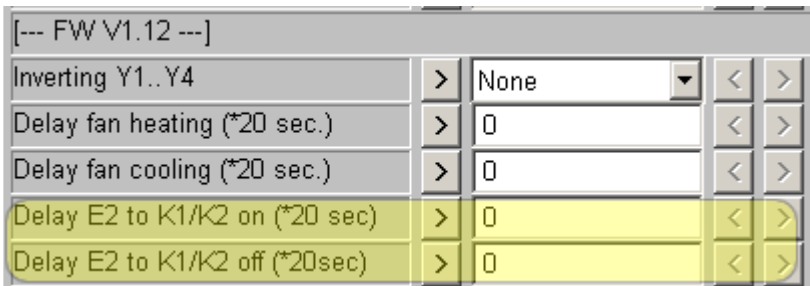 [--- FW V1.12 ---]
Inverting Y1..Y4 > None < >
Delay fan heating (*20 sec.) > 0 < >
Delay fan cooling (*20 sec.) > 0 < >
Delay E2 to K1/K2 on (*20 sec) > 0 < >
Delay E2 to K1/K2 off (*20sec) > 0 < >